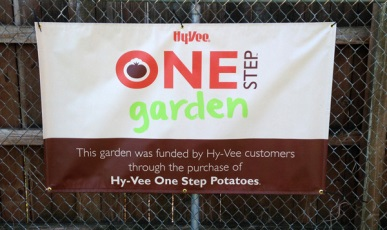 HyVee
ONE STEP
garden
This garden was funded by Hy-Vee customers
through the purchase of
Hy-Vee One Step Potatoes.